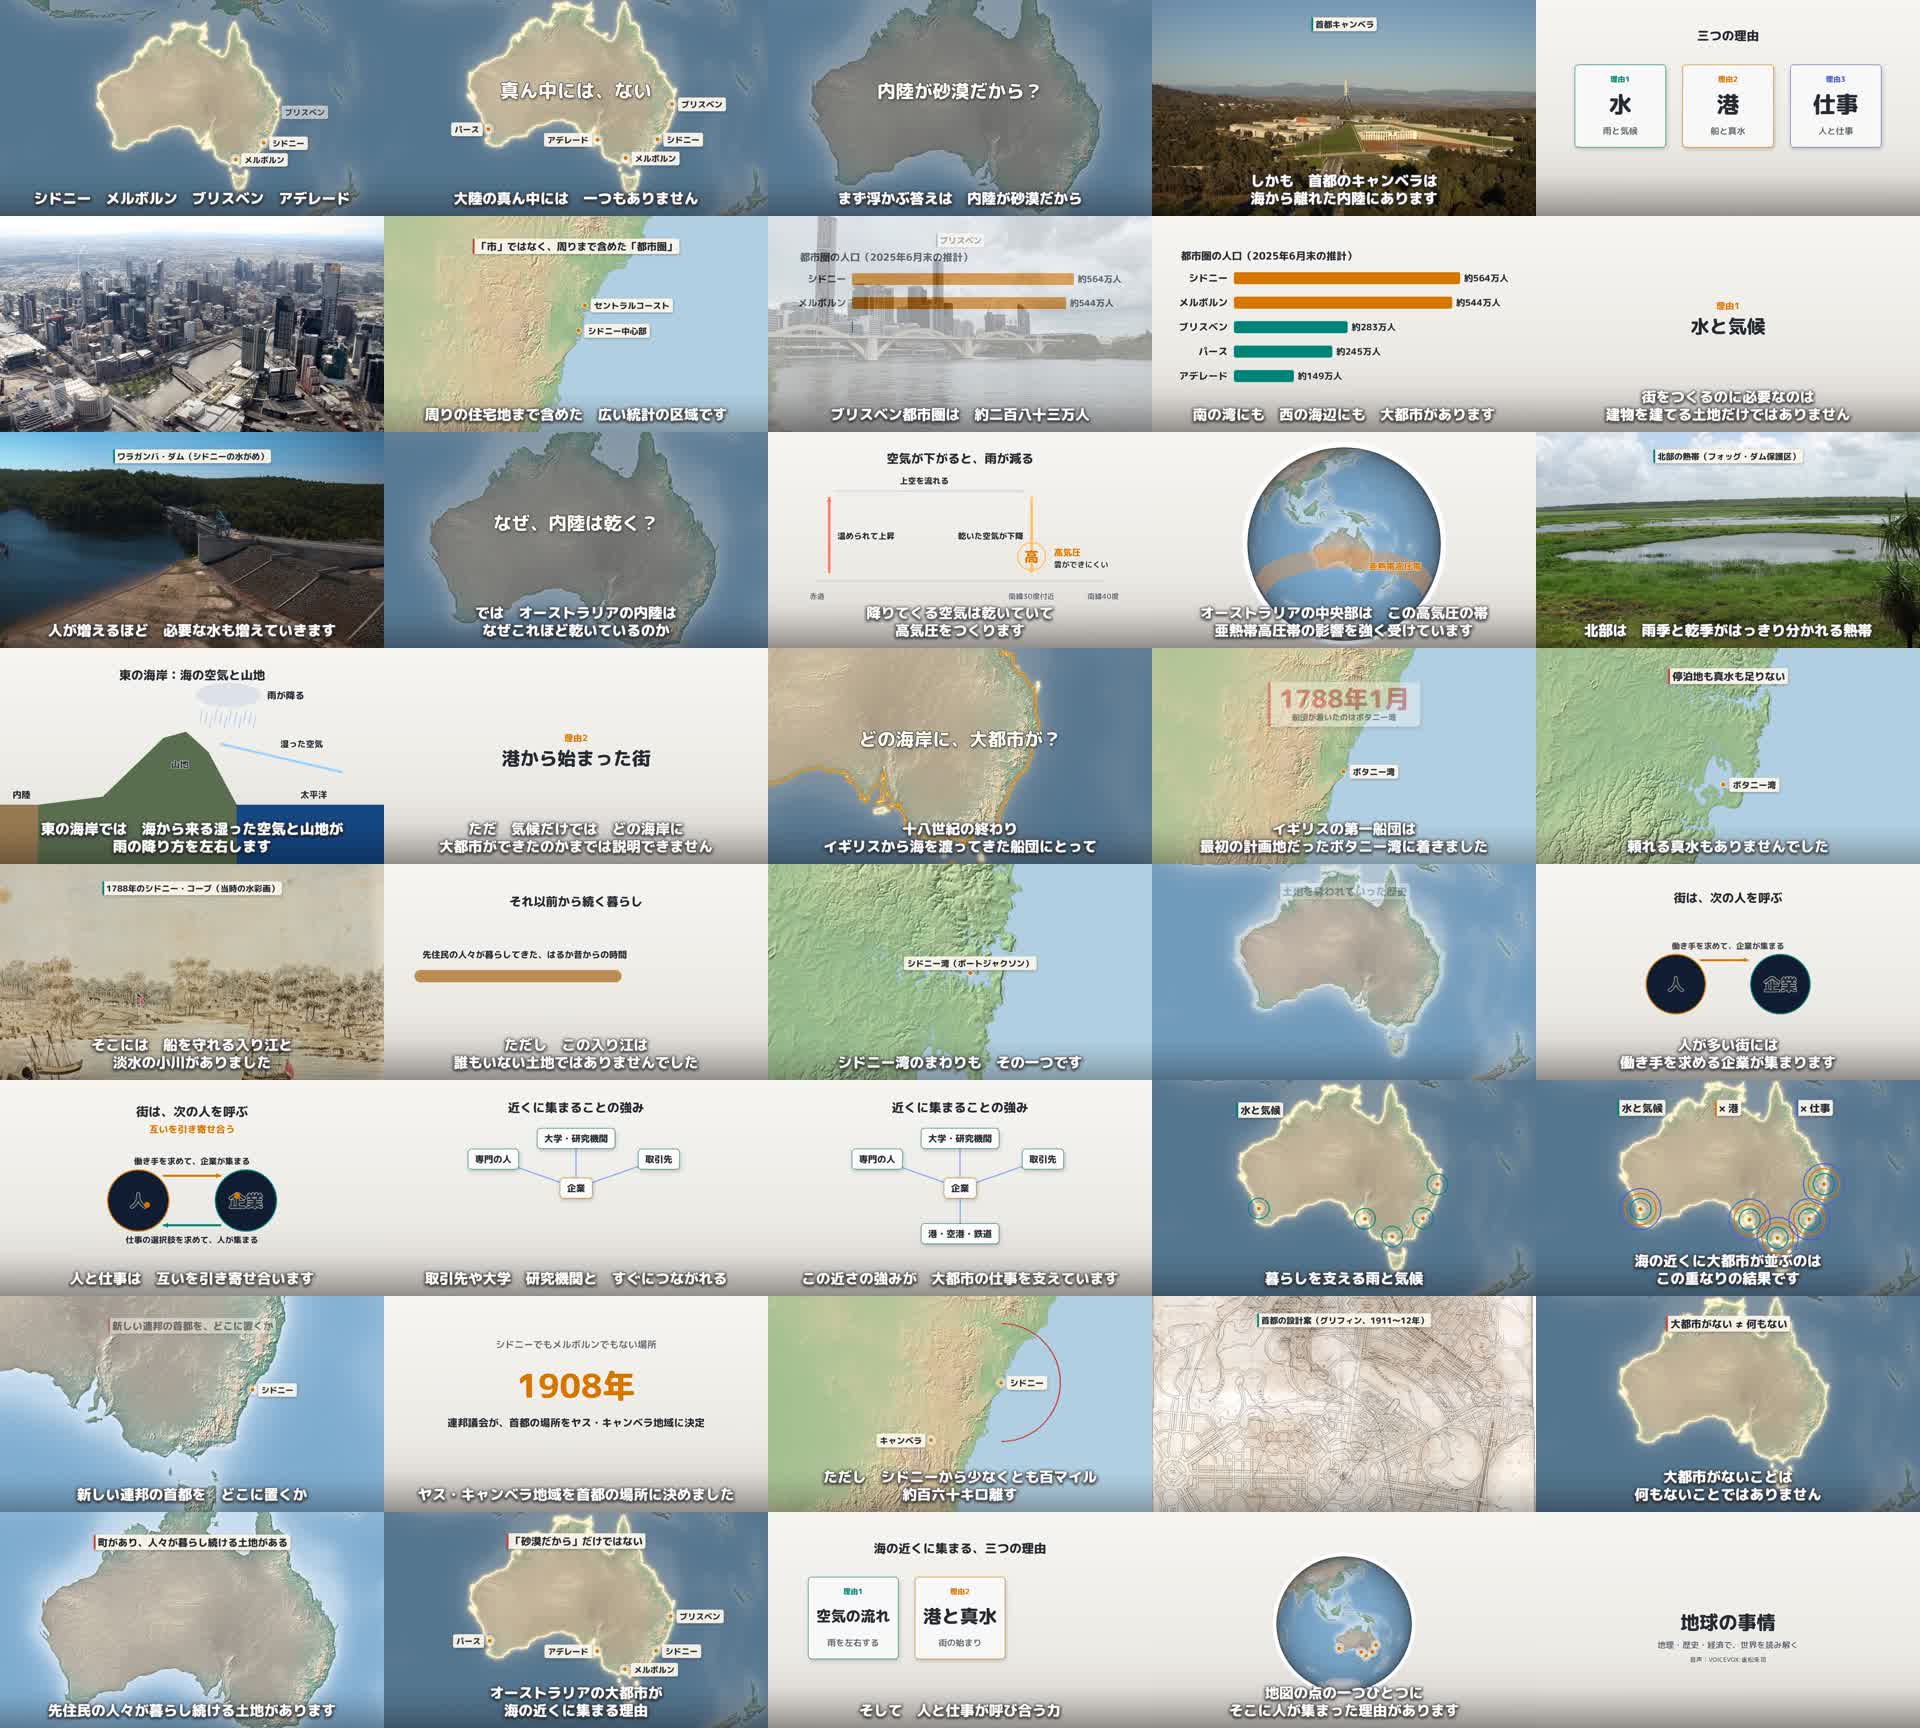 ブリスベン
シドニー
メルボルン
シドニー　メルボルン　ブリスベン　アデレード
真ん中には、ない
ブリスベン
パース
アデレード
シドニー
メルボルン
大陸の真ん中には　一つもありません
内陸が砂漠だから？
まず浮かぶ答えは　内陸が砂漠だから
首都キャンベラ
しかも　首都のキャンベラは
海から離れた内陸にあります
三つの理由
理由1
水
雨と気候
理由2
港
船と真水
理由3
仕事
人と仕事
「市」ではなく、周りまで含めた「都市圏」
セントラルコースト
シドニー中心部
周りの住宅地まで含めた　広い統計の区域です
ブリスベン
都市圏の人口（2025年6月末の推計）
シドニー
約564万人
メルボルン
約544万人
ブリスベン都市圏は　約二百八十三万人
都市圏の人口（2025年6月末の推計）
シドニー
約564万人
メルボルン
約544万人
ブリスベン
約283万人
パース
約245万人
アデレード
約149万人
南の湾にも　西の海辺にも　大都市があります
理由1
水と気候
街をつくるのに必要なのは
建物を建てる土地だけではありません
ワラガンバ・ダム（シドニーの水がめ）
人が増えるほど　必要な水も増えていきます
なぜ、内陸は乾く？
では　オーストラリアの内陸は
なぜこれほど乾いているのか
空気が下がると、雨が減る
上空を流れる
温められて上昇
乾いた空気が下降
高
高気圧
雲ができにくい
赤道
南緯30度付近
南緯40度
降りてくる空気は乾いていて
高気圧をつくります
亜熱帯高圧帯
オーストラリアの中央部は　この高気圧の帯
亜熱帯高圧帯の影響を強く受けています
北部の熱帯（フォッグ・ダム保護区）
北部は　雨季と乾季がはっきり分かれる熱帯
東の海岸：海の空気と山地
雨が降る
湿った空気
山地
内陸
太平洋
東の海岸では　海から来る湿った空気と山地が
雨の降り方を左右します
理由2
港から始まった街
ただ　気候だけでは　どの海岸に
大都市ができたのかまでは説明できません
どの海岸に、大都市が？
十八世紀の終わり
イギリスから海を渡ってきた船団にとって
1788年1月
船団が着いたのはボタニー湾
ボタニー湾
イギリスの第一船団は
最初の計画地だったボタニー湾に着きました
停泊地も真水も足りない
ボタニー湾
頼れる真水もありませんでした
1788年のシドニー・コーブ（当時の水彩画）
そこには　船を守れる入り江と
淡水の小川がありました
それ以前から続く暮らし
先住民の人々が暮らしてきた、はるか昔からの時間
ただし　この入り江は
誰もいない土地ではありませんでした
シドニー湾（ポートジャクソン）
シドニー湾のまわりも　その一つです
土地を奪われていった歴史
街は、次の人を呼ぶ
働き手を求めて、企業が集まる
人
企業
人が多い街には
働き手を求める企業が集まります
街は、次の人を呼ぶ
互いを引き寄せ合う
働き手を求めて、企業が集まる
人
企業
仕事の選択肢を求めて、人が集まる
人と仕事は　互いを引き寄せ合います
近くに集まることの強み
大学・研究機関
専門の人
取引先
企業
取引先や大学　研究機関と　すぐにつながれる
近くに集まることの強み
大学・研究機関
専門の人
取引先
企業
港・空港・鉄道
この近さの強みが　大都市の仕事を支えています
水と気候
暮らしを支える雨と気候
水と気候
× 港
× 仕事
海の近くに大都市が並ぶのは
この重なりの結果です
新しい連邦の首都を、どこに置くか
シドニー
新しい連邦の首都を　どこに置くか
シドニーでもメルボルンでもない場所
1908年
連邦議会が、首都の場所をヤス・キャンベラ地域に決定
ヤス・キャンベラ地域を首都の場所に決めました
シドニー
キャンベラ
ただし　シドニーから少なくとも百マイル
約百六十キロ離す
首都の設計案（グリフィン、1911〜12年）
大都市がない ≠ 何もない
大都市がないことは
何もないことではありません
町があり、人々が暮らし続ける土地がある
先住民の人々が暮らし続ける土地があります
「砂漠だから」だけではない
ブリスベン
パース
アデレード
シドニー
メルボルン
オーストラリアの大都市が
海の近くに集まる理由
海の近くに集まる、三つの理由
理由1
空気の流れ
雨を左右する
理由2
港と真水
街の始まり
そして　人と仕事が呼び合う力
地図の点の一つひとつに
そこに人が集まった理由があります
地球の事情
地理・歴史・経済で、世界を読み解く
音声：VOICEVOX: